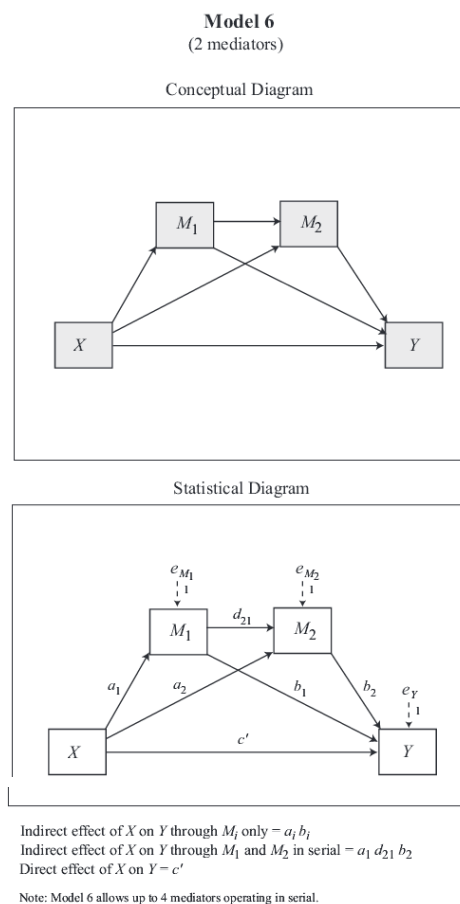 Model 6
(2 mediators)
Conceptual Diagram
M₁
M₂
X
Y
Statistical Diagram
e_M₁
1
e_M₂
1
M₁
d₂₁
M₂
a₁
a₂
b₁
b₂
e_Y
1
X
c′
Y
Indirect effect of X on Y through Mᵢ only = aᵢ bᵢ
Indirect effect of X on Y through M₁ and M₂ in serial = a₁ d₂₁ b₂
Direct effect of X on Y = c′
Note: Model 6 allows up to 4 mediators operating in serial.